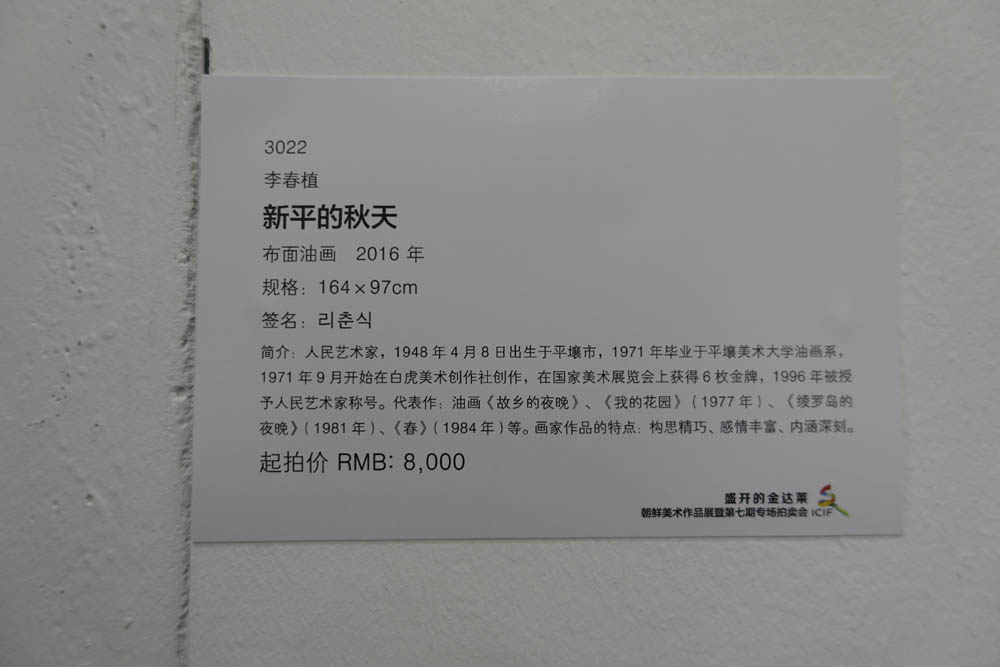 3022
李春植
新平的秋天
布面油画 2016 年
规格：164×97cm
签名：리춘식
简介：人民艺术家，1948 年 4 月 8 日出生于平壤市，1971 年毕业于平壤美术大学油画系，
1971 年 9 月开始在白虎美术创作社创作，在国家美术展览会上获得 6 枚金牌，1996 年被授
予人民艺术家称号。代表作：油画《故乡的夜晚》、《我的花园》（1977 年）、《绫罗岛的
夜晚》（1981 年）、《春》（1984 年）等。画家作品的特点：构思精巧、感情丰富、内涵深刻。
起拍价 RMB：8,000
盛开的金达莱
朝鲜美术作品展暨第七期专场拍卖会 ICIF